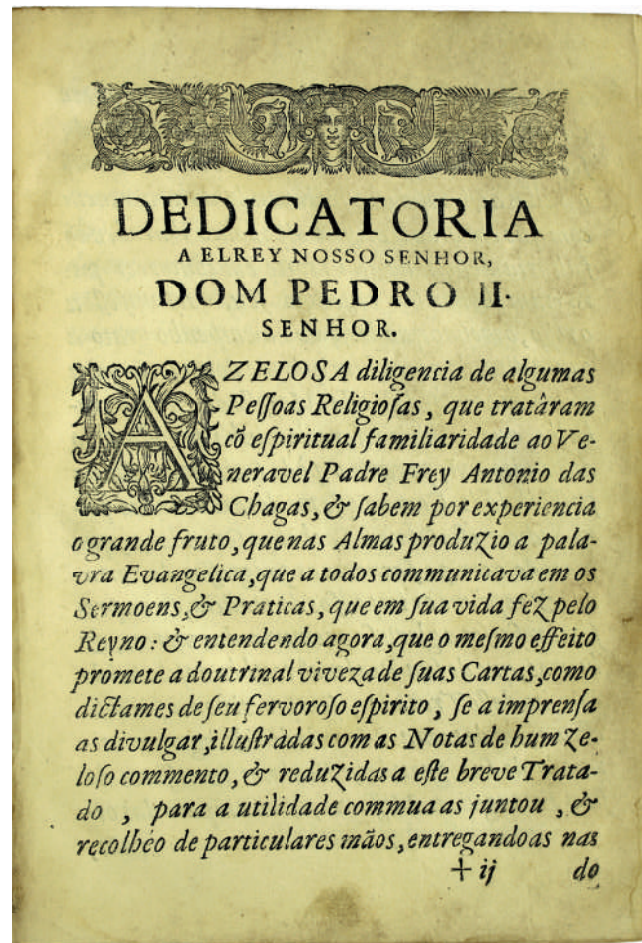 DEDICATORIA
A ELREY NOSSO SENHOR,
DOM PEDRO II.
SENHOR.
A ZELOSA diligencia de algumas
Peſſoas Religioſas, que tratàram
cõ eſpiritual familiaridade ao Ve-
neravel Padre Frey Antonio das
Chagas, & ſabem por experiencia
o grande fruto, que nas Almas produzio a pala-
vra Evangelica, que a todos communicava em os
Sermoens, & Praticas, que em ſua vida fez pelo
Reyno: & entendendo agora, que o meſmo effeito
promete a doutrinal viveza de ſuas Cartas, como
dictames de ſeu fervoroſo eſpirito, ſe a imprenſa
as divulgar, illuſtradas com as Notas de hum ze-
loſo commento, & reduzidas a eſte breve Trata-
do, para a utilidade commua as juntou, &
recolheo de particulares mãos, entregandoas nas
+ ij do